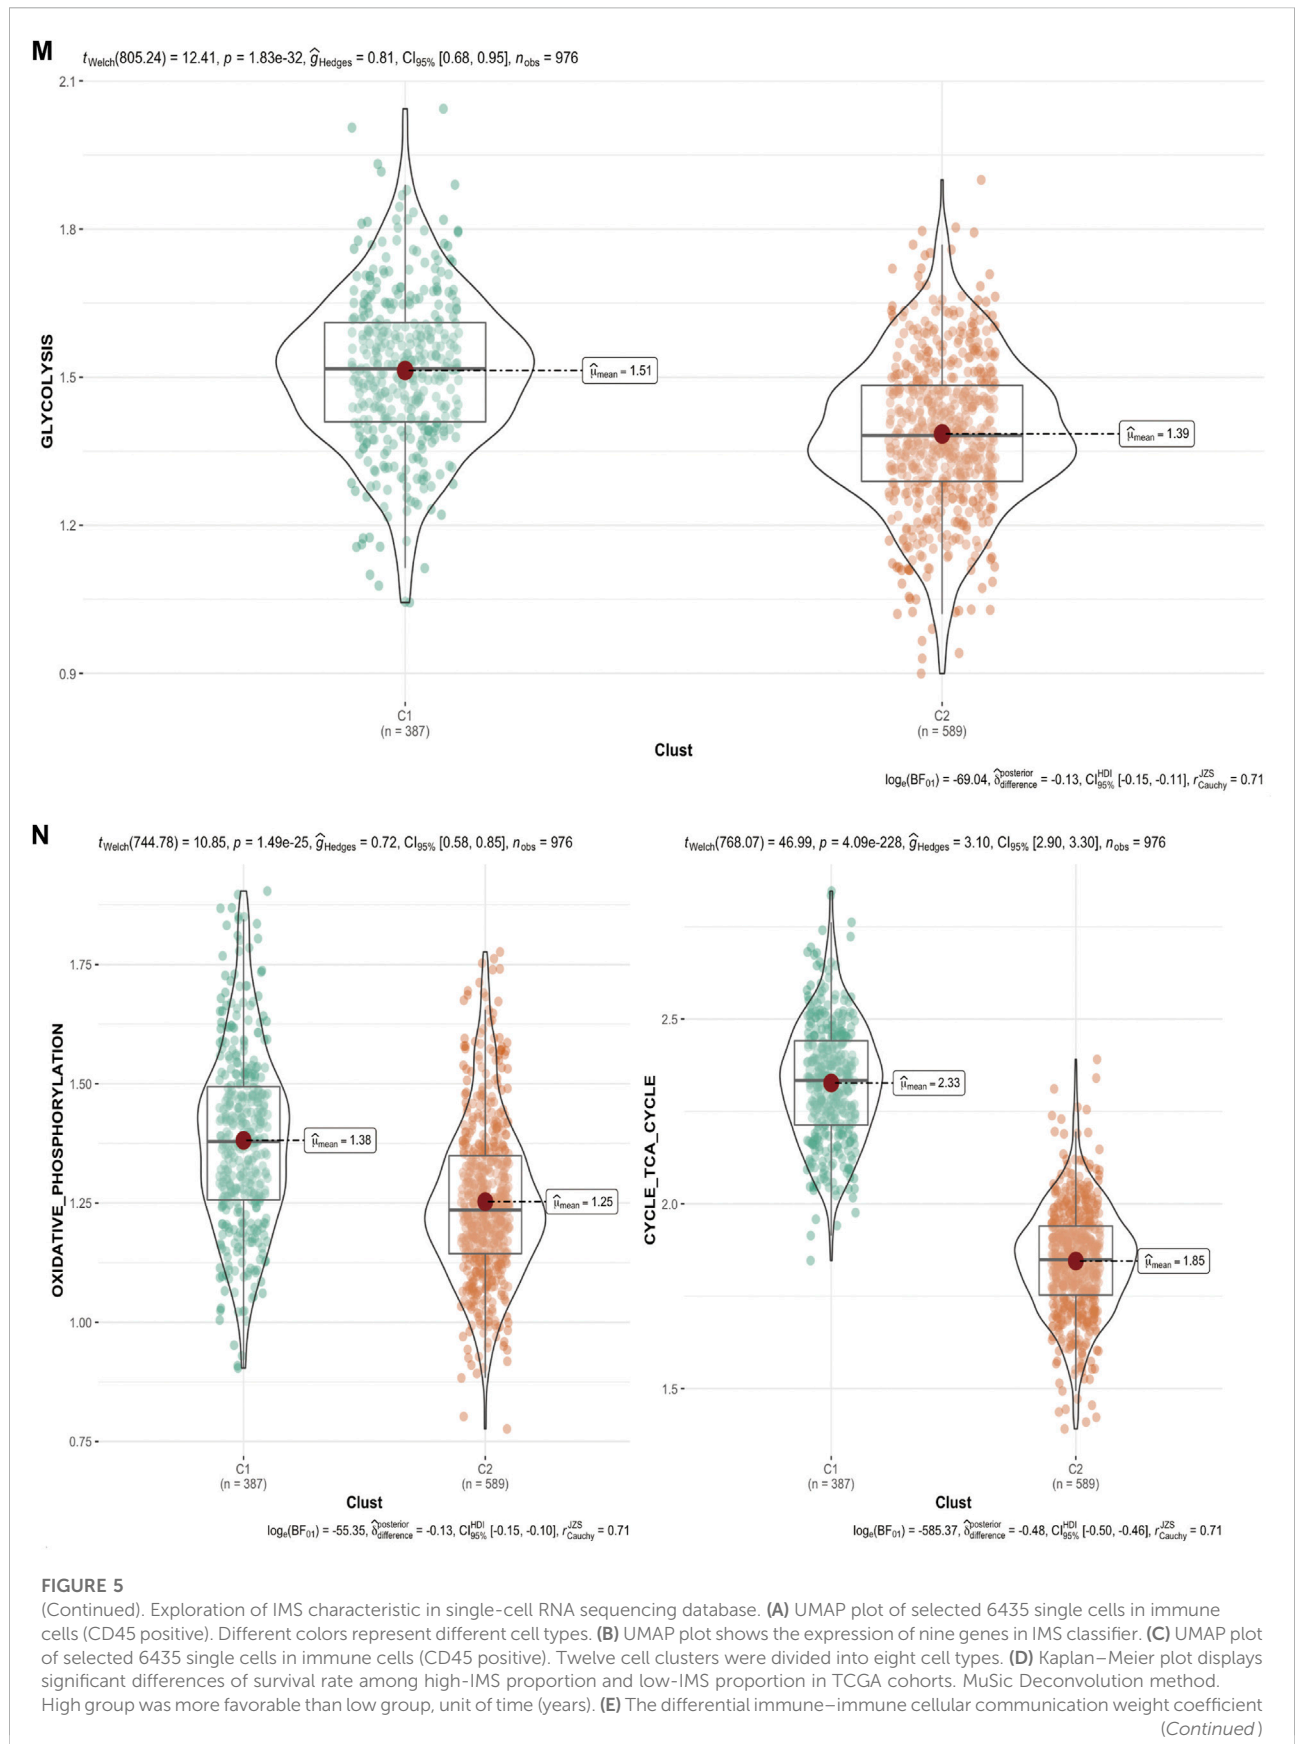 M
t_Welch(805.24) = 12.41, p = 1.83e-32, ĝ_Hedges = 0.81, CI_95% [0.68, 0.95], n_obs = 976
2.1
1.8
1.5
1.2
0.9
GLYCOLYSIS
μ̂_mean = 1.51
μ̂_mean = 1.39
C1
(n = 387)
C2
(n = 589)
Clust
log_e(BF_01) = -69.04, δ̂^posterior_difference = -0.13, CI^HDI_95% [-0.15, -0.11], r^JZS_Cauchy = 0.71
N
t_Welch(744.78) = 10.85, p = 1.49e-25, ĝ_Hedges = 0.72, CI_95% [0.58, 0.85], n_obs = 976
1.75
1.50
1.25
1.00
0.75
OXIDATIVE_PHOSPHORYLATION
μ̂_mean = 1.38
μ̂_mean = 1.25
C1
(n = 387)
C2
(n = 589)
Clust
log_e(BF_01) = -55.35, δ̂^posterior_difference = -0.13, CI^HDI_95% [-0.15, -0.10], r^JZS_Cauchy = 0.71
t_Welch(768.07) = 46.99, p = 4.09e-228, ĝ_Hedges = 3.10, CI_95% [2.90, 3.30], n_obs = 976
2.5
2.0
1.5
CYCLE_TCA_CYCLE
μ̂_mean = 2.33
μ̂_mean = 1.85
C1
(n = 387)
C2
(n = 589)
Clust
log_e(BF_01) = -585.37, δ̂^posterior_difference = -0.48, CI^HDI_95% [-0.50, -0.46], r^JZS_Cauchy = 0.71
FIGURE 5
(Continued). Exploration of IMS characteristic in single-cell RNA sequencing database. (A) UMAP plot of selected 6435 single cells in immune
cells (CD45 positive). Different colors represent different cell types. (B) UMAP plot shows the expression of nine genes in IMS classifier. (C) UMAP plot
of selected 6435 single cells in immune cells (CD45 positive). Twelve cell clusters were divided into eight cell types. (D) Kaplan–Meier plot displays
significant differences of survival rate among high-IMS proportion and low-IMS proportion in TCGA cohorts. MuSic Deconvolution method.
High group was more favorable than low group, unit of time (years). (E) The differential immune–immune cellular communication weight coefficient
(Continued)